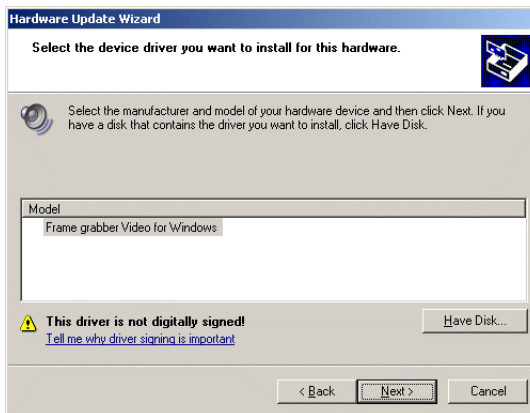 Hardware Update Wizard
Select the device driver you want to install for this hardware.
Select the manufacturer and model of your hardware device and then click Next. If you
have a disk that contains the driver you want to install, click Have Disk.
Model
Frame grabber Video for Windows
This driver is not digitally signed!
Tell me why driver signing is important
Have Disk...
< Back
Next >
Cancel